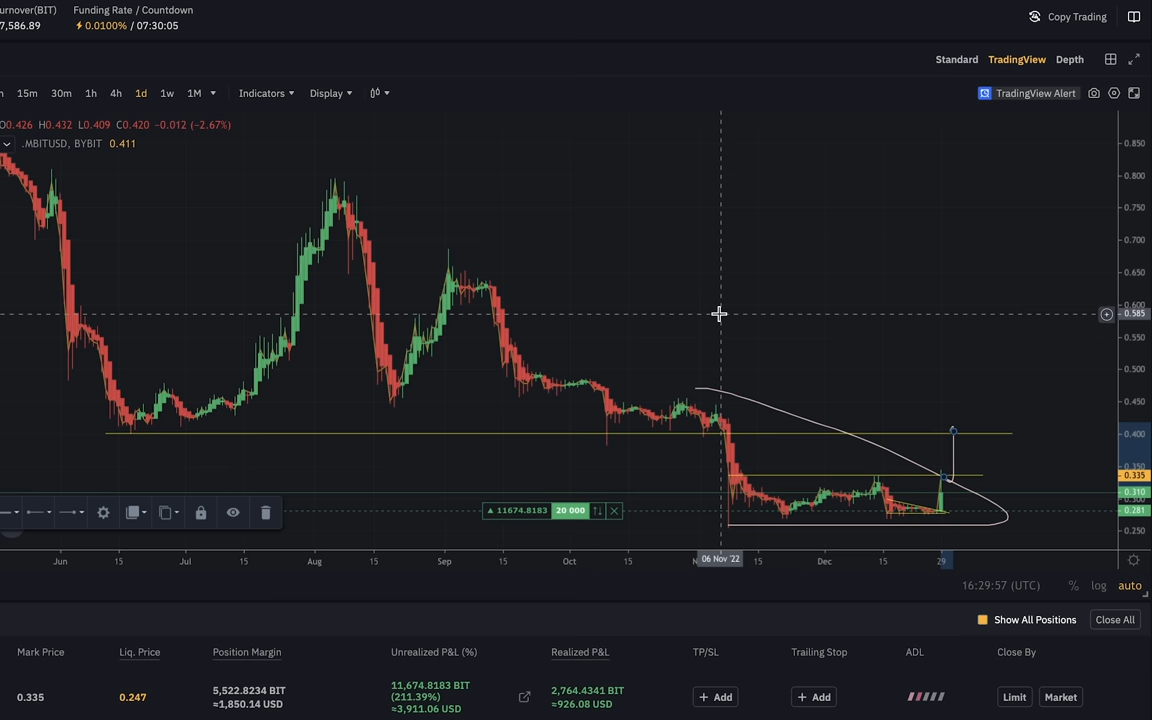 urnover(BIT) Funding Rate / Countdown
7,586.89 0.0100% / 07:30:05
Copy Trading
Standard TradingView Depth
15m 30m 1h 4h 1d 1w 1M Indicators Display TradingView Alert
O0.426 H0.432 L0.409 C0.420 −0.012 (−2.67%)
.MBITUSD, BYBIT 0.411
0.850
0.800
0.750
0.700
0.650
0.600
0.585
0.550
0.500
0.450
0.400
0.350
0.335
0.310
0.300
0.281
0.250
11674.8183 20 000
Jun 15 Jul 15 Aug 15 Sep 15 Oct 15 N 06 Nov '22 15 Dec 15 29
16:29:57 (UTC) % log auto
Show All Positions Close All
Mark Price Liq. Price Position Margin Unrealized P&L (%) Realized P&L TP/SL Trailing Stop ADL Close By
0.335 0.247 5,522.8234 BIT
≈1,850.14 USD
11,674.8183 BIT
(211.39%)
≈3,911.06 USD
2,764.4341 BIT
≈926.08 USD
+ Add + Add Limit Market